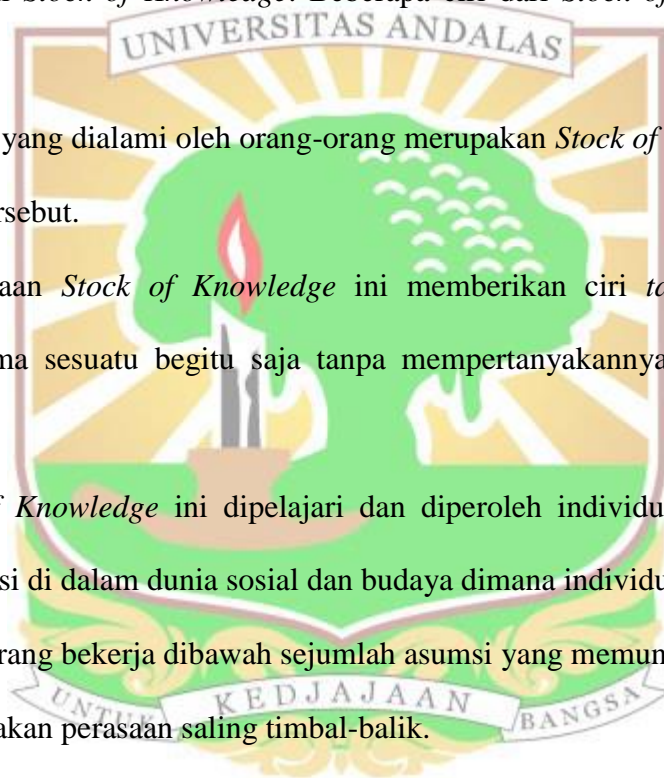 Stock of Knowledge. Beberapa ciri dari Stock of
UNIVERSITAS ANDALAS
yang dialami oleh orang-orang merupakan Stock of
rsebut.
aan Stock of Knowledge ini memberikan ciri ta
ma sesuatu begitu saja tanpa mempertanyakannya
f Knowledge ini dipelajari dan diperoleh individu
si di dalam dunia sosial dan budaya dimana individu
rang bekerja dibawah sejumlah asumsi yang memun
akan perasaan saling timbal-balik.
UNTUK KEDJAJAAN BANGSA